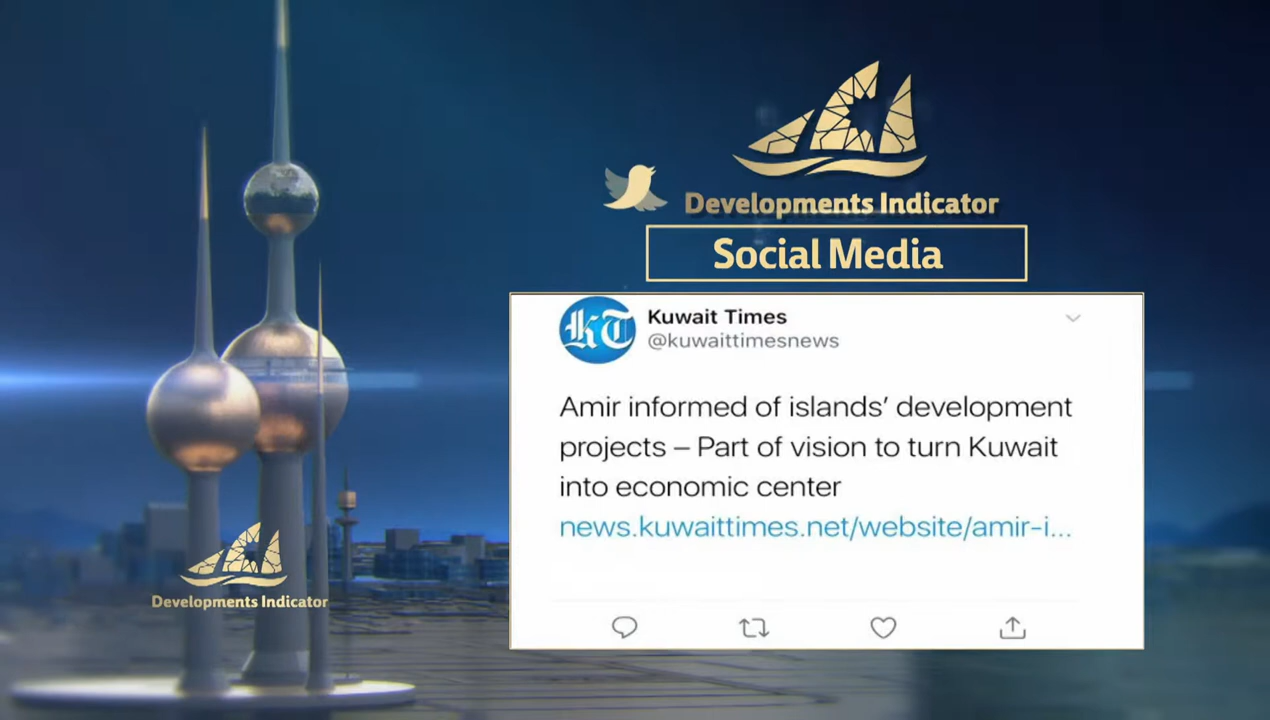 Developments Indicator
Social Media
KT
Kuwait Times
@kuwaittimesnews
Amir informed of islands’ development
projects – Part of vision to turn Kuwait
into economic center
news.kuwaittimes.net/website/amir-i...
Developments Indicator